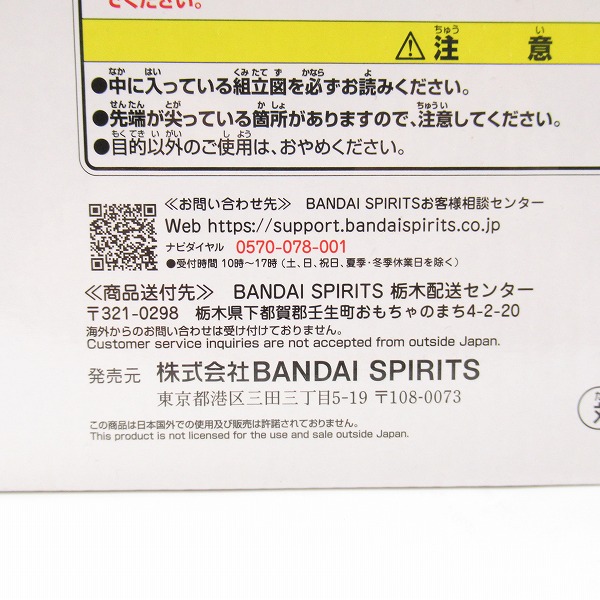 でください。
⚠注意
●中に入っている組立図を必ずお読みください。
●先端が尖っている箇所がありますので、注意してください。
●目的以外のご使用は、おやめください。
≪お問い合わせ先≫ BANDAI SPIRITSお客様相談センター
Web https://support.bandaispirits.co.jp
ナビダイヤル 0570-078-001
●受付時間 10時~17時(土、日、祝日、夏季・冬季休業日を除く)
≪商品送付先≫ BANDAI SPIRITS 栃木配送センター
〒321-0298 栃木県下都賀郡壬生町おもちゃのまち4-2-20
海外からのお問い合わせは受け付けておりません。
Customer service inquiries are not accepted from outside Japan.
発売元 株式会社BANDAI SPIRITS
東京都港区三田三丁目5-19 〒108-0073
この商品は日本国外での使用及び販売は許諾されておりません。
This product is not licensed for the use and sale outside Japan.